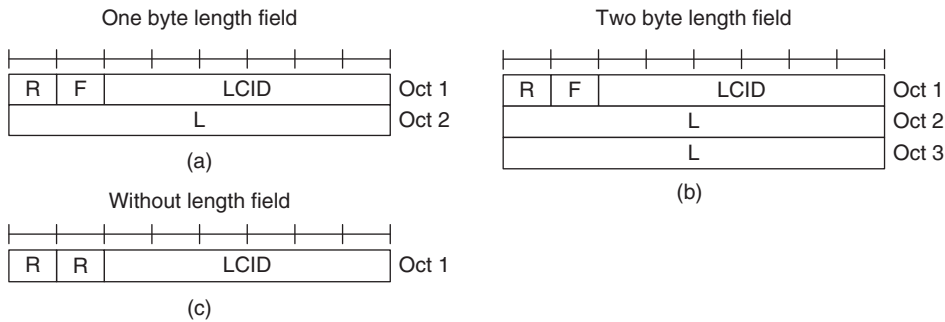 One byte length field
R F LCID Oct 1
L Oct 2
(a)
Two byte length field
R F LCID Oct 1
L Oct 2
L Oct 3
(b)
Without length field
R R LCID Oct 1
(c)